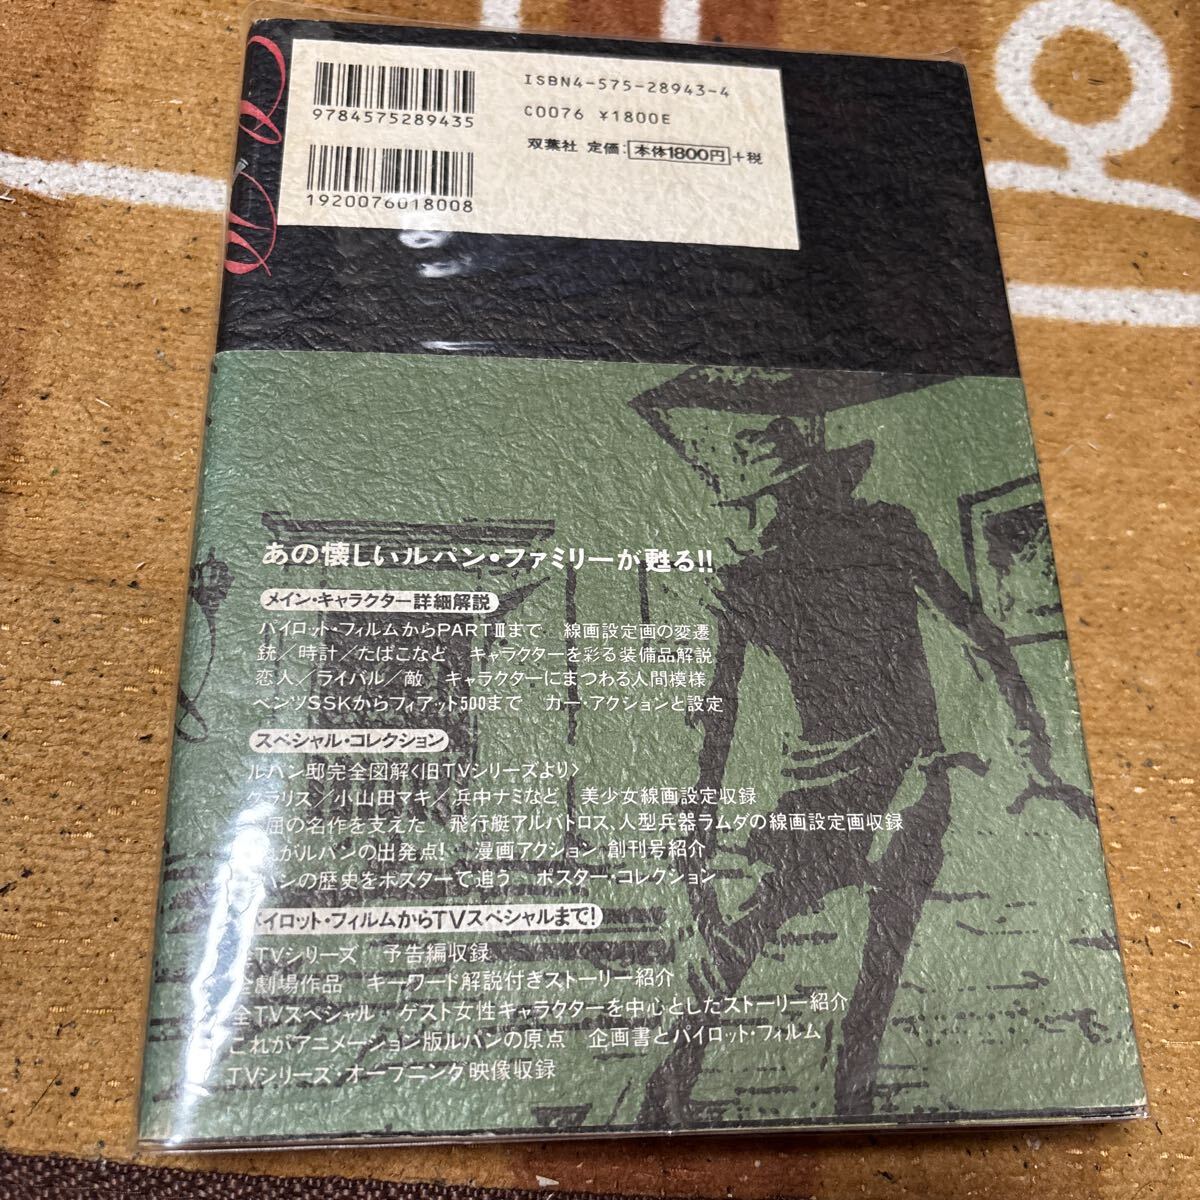 ISBN4-575-28943-4
C0076 ¥1800E
双葉社 定価:本体1800円+税
9784575289435
1920076018008
あの懐しいルパン・ファミリーが甦る!!
メイン・キャラクター詳細解説
パイロット・フィルムからPARTⅢまで 線画設定画の変遷
銃/時計/たばこなど キャラクターを彩る装備品解説
恋人/ライバル/敵 キャラクターにまつわる人間模様
ベンツSSKからフィアット500まで カー・アクションと設定
スペシャル・コレクション
ルパン邸完全図解〈旧TVシリーズより〉
クラリス/小山田マキ/浜中ナミなど 美少女線画設定収録
屈の名作を支えた 飛行艇アルバトロス、人型兵器ラムダの線画設定画収録
れがルパンの出発点! 漫画アクション 創刊号紹介
パンの歴史をポスターで追う ポスター・コレクション
パイロット・フィルムからTVスペシャルまで!
全TVシリーズ 予告編収録
全劇場作品 キーワード解説付きストーリー紹介
全TVスペシャル ゲスト女性キャラクターを中心としたストーリー紹介
これがアニメーション版ルパンの原点 企画書とパイロット・フィルム
TVシリーズ・オープニング映像収録